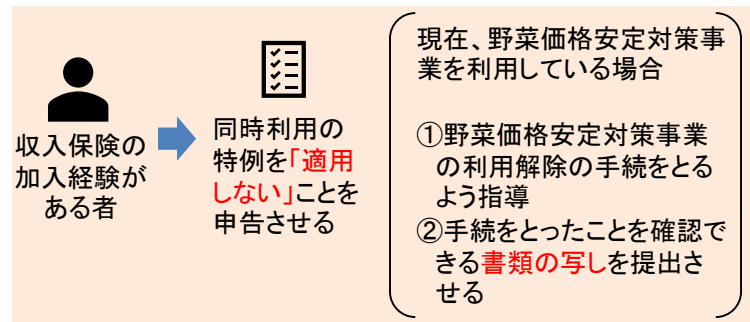 収入保険の
加入経験が
ある者
同時利用の
特例を「適用
しない」ことを
申告させる
現在、野菜価格安定対策事
業を利用している場合
①野菜価格安定対策事業
の利用解除の手続をとる
よう指導
②手続をとったことを確認で
きる書類の写しを提出さ
せる